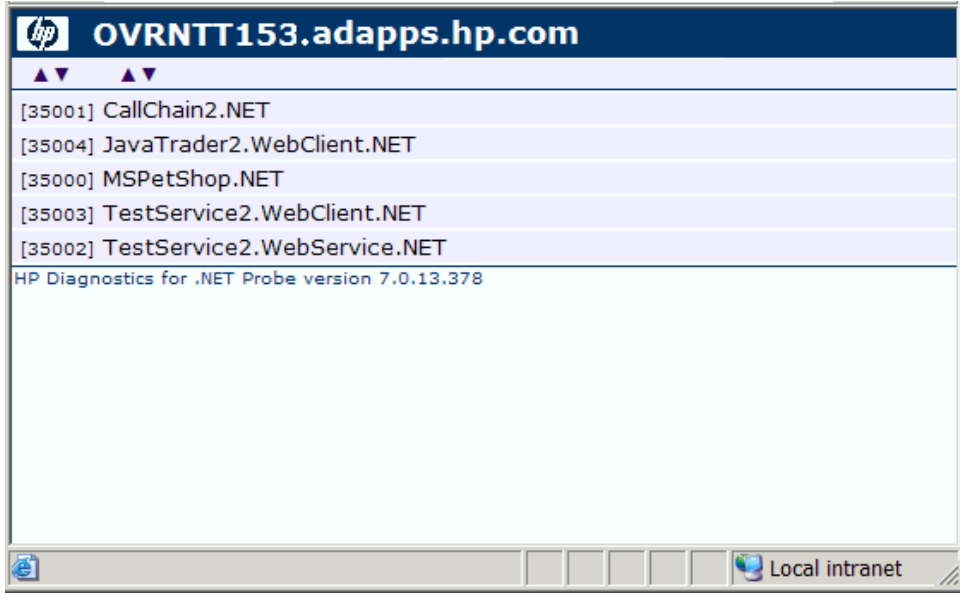 hp OVRNTT153.adapps.hp.com
▲▼ ▲▼
[35001] CallChain2.NET
[35004] JavaTrader2.WebClient.NET
[35000] MSPetShop.NET
[35003] TestService2.WebClient.NET
[35002] TestService2.WebService.NET
HP Diagnostics for .NET Probe version 7.0.13.378
Local intranet